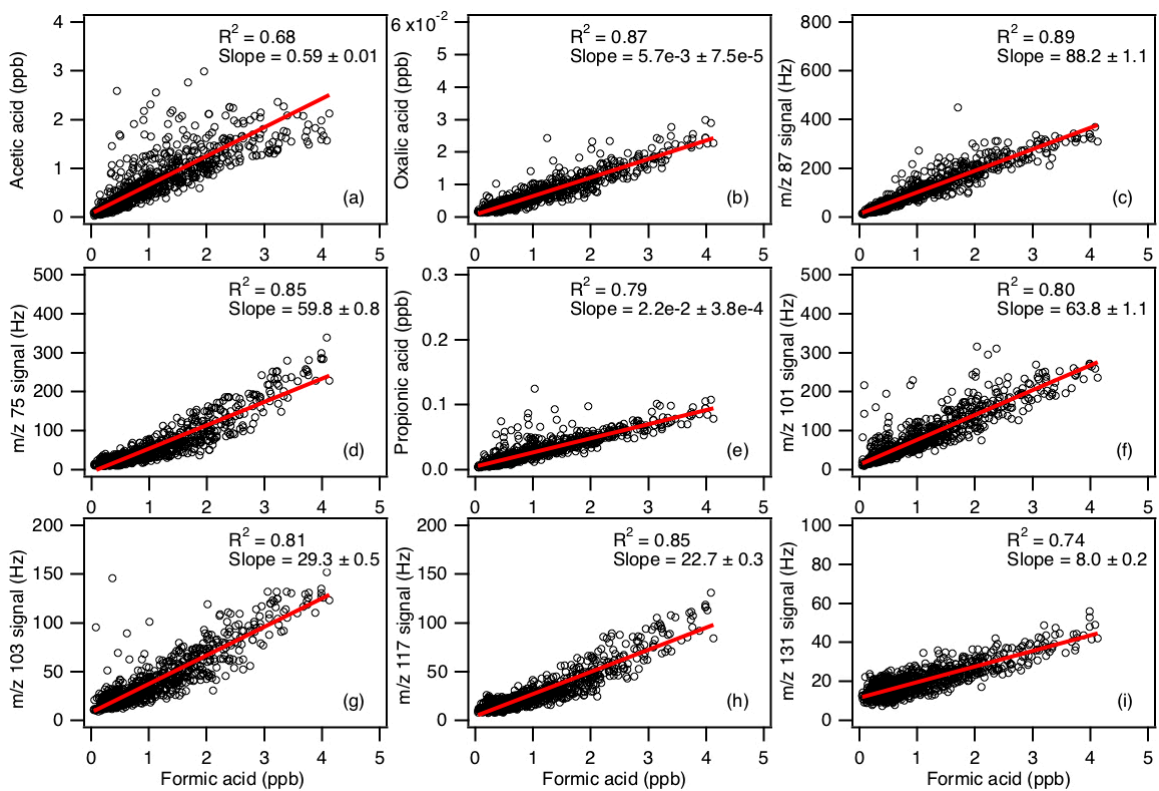 4
3
2
1
0
Acetic acid (ppb)
R² = 0.68
Slope = 0.59 ± 0.01
(a)
0 1 2 3 4 5
6 x10⁻²
5
4
3
2
1
0
Oxalic acid (ppb)
R² = 0.87
Slope = 5.7e-3 ± 7.5e-5
(b)
0 1 2 3 4 5
800
600
400
200
0
m/z 87 signal (Hz)
R² = 0.89
Slope = 88.2 ± 1.1
(c)
0 1 2 3 4 5
500
400
300
200
100
0
m/z 75 signal (Hz)
R² = 0.85
Slope = 59.8 ± 0.8
(d)
0 1 2 3 4 5
0.3
0.2
0.1
0.0
Propionic acid (ppb)
R² = 0.79
Slope = 2.2e-2 ± 3.8e-4
(e)
0 1 2 3 4 5
500
400
300
200
100
0
m/z 101 signal (Hz)
R² = 0.80
Slope = 63.8 ± 1.1
(f)
0 1 2 3 4 5
200
150
100
50
0
m/z 103 signal (Hz)
R² = 0.81
Slope = 29.3 ± 0.5
(g)
0 1 2 3 4 5
Formic acid (ppb)
200
150
100
50
0
m/z 117 signal (Hz)
R² = 0.85
Slope = 22.7 ± 0.3
(h)
0 1 2 3 4 5
Formic acid (ppb)
100
80
60
40
20
0
m/z 131 signal (Hz)
R² = 0.74
Slope = 8.0 ± 0.2
(i)
0 1 2 3 4 5
Formic acid (ppb)